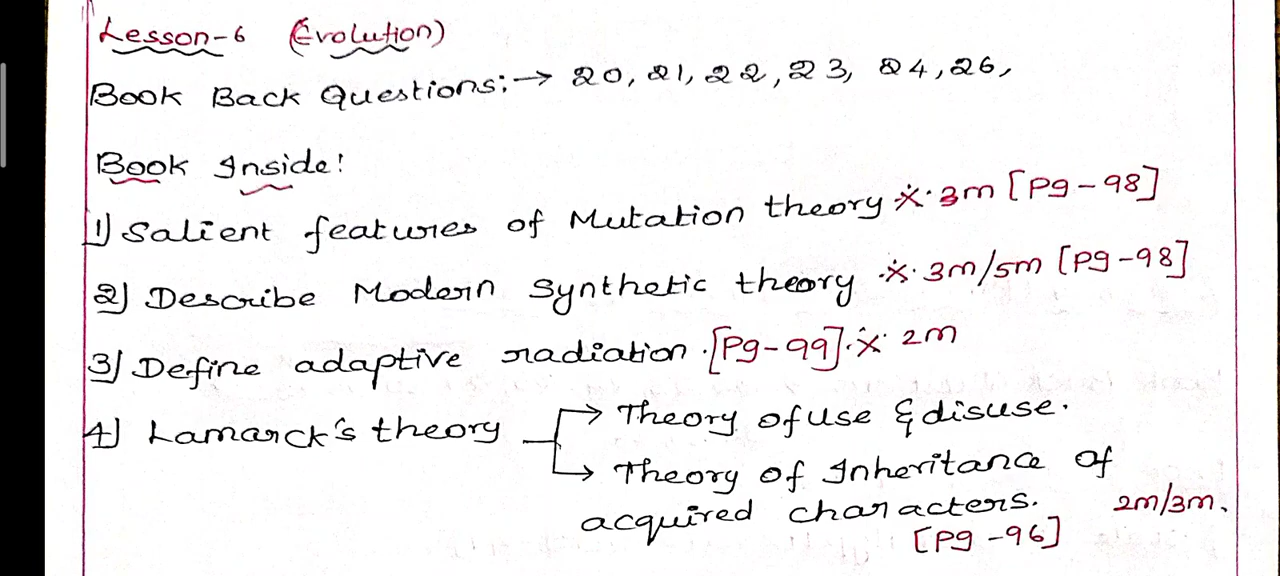 Lesson-6 (Evolution)
Book Back Questions:→ 20, 21, 22, 23, 24, 26,
Book Inside!
1) Salient features of Mutation theory ※ 3m [Pg-98]
2) Describe Modern Synthetic theory ※ 3m/5m [Pg-98]
3) Define adaptive radiation. [Pg-99] ※ 2m
4) Lamarck's theory → Theory of use & disuse.
→ Theory of Inheritance of
acquired characters. 2m/3m.
[Pg-96]